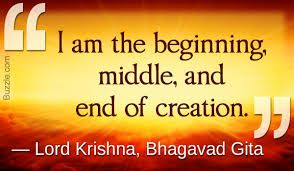 “
I am the beginning,
middle, and
end of creation.
”
— Lord Krishna, Bhagavad Gita
Buzzle.com